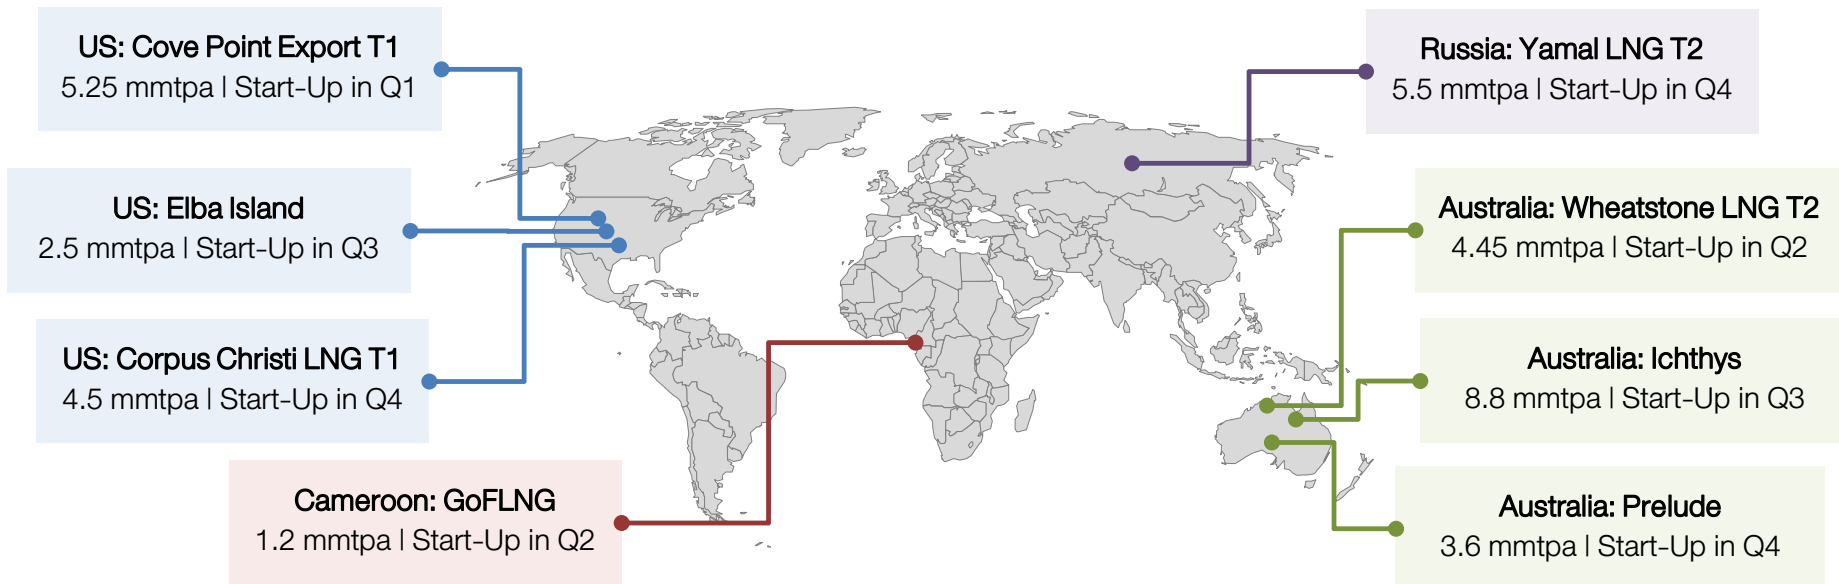 US: Cove Point Export T1
5.25 mmtpa | Start-Up in Q1
US: Elba Island
2.5 mmtpa | Start-Up in Q3
US: Corpus Christi LNG T1
4.5 mmtpa | Start-Up in Q4
Cameroon: GoFLNG
1.2 mmtpa | Start-Up in Q2
Russia: Yamal LNG T2
5.5 mmtpa | Start-Up in Q4
Australia: Wheatstone LNG T2
4.45 mmtpa | Start-Up in Q2
Australia: Ichthys
8.8 mmtpa | Start-Up in Q3
Australia: Prelude
3.6 mmtpa | Start-Up in Q4